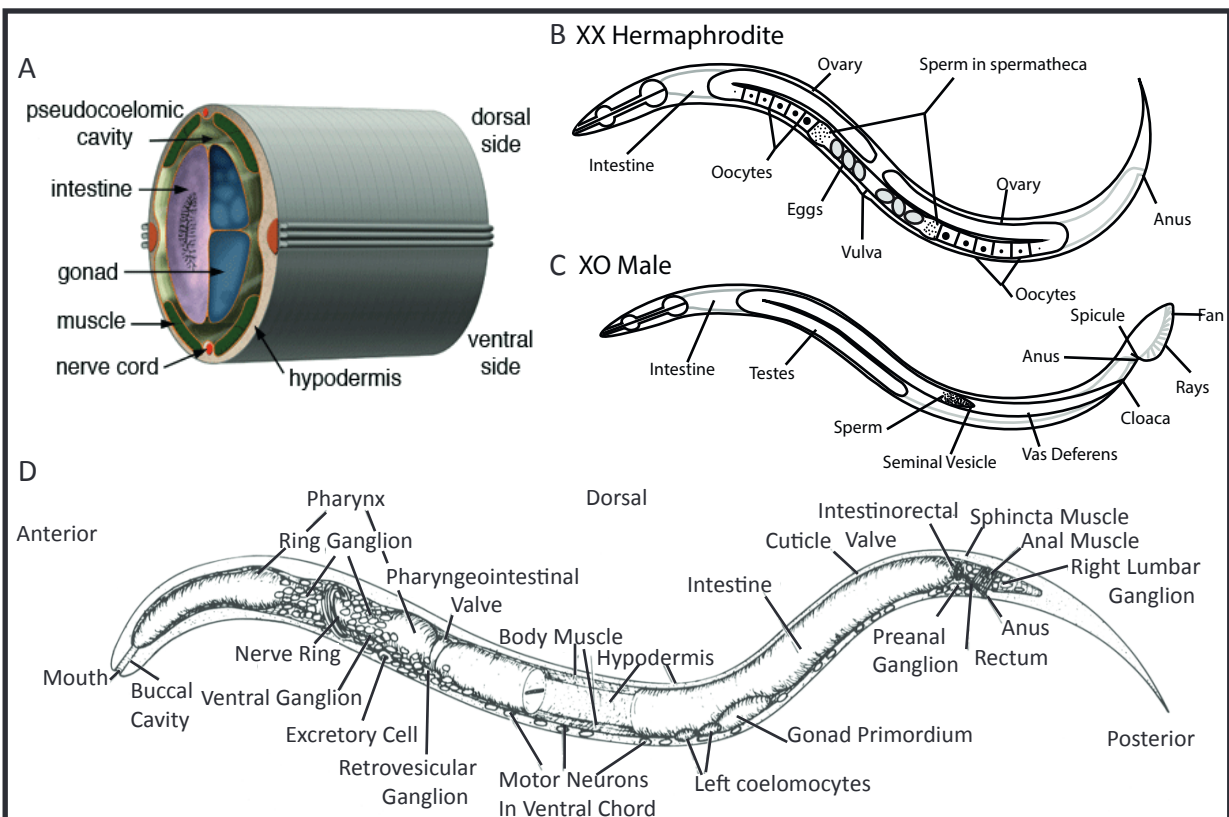 A
pseudocoelomic
cavity
intestine
gonad
muscle
nerve cord
hypodermis
dorsal
side
ventral
side
B XX Hermaphrodite
Ovary
Sperm in spermatheca
Intestine
Oocytes
Eggs
Vulva
Ovary
Anus
Oocytes
C XO Male
Intestine
Testes
Sperm
Seminal Vesicle
Vas Deferens
Spicule
Fan
Anus
Rays
Cloaca
D
Anterior
Dorsal
Pharynx
Ring Ganglion
Pharyngeointestinal
Valve
Body Muscle
Hypodermis
Intestine
Cuticle
Intestinorectal
Valve
Sphincta Muscle
Anal Muscle
Right Lumbar
Ganglion
Anus
Rectum
Preanal
Ganglion
Mouth
Buccal
Cavity
Nerve Ring
Ventral Ganglion
Excretory Cell
Retrovesicular
Ganglion
Motor Neurons
In Ventral Chord
Left coelomocytes
Gonad Primordium
Posterior